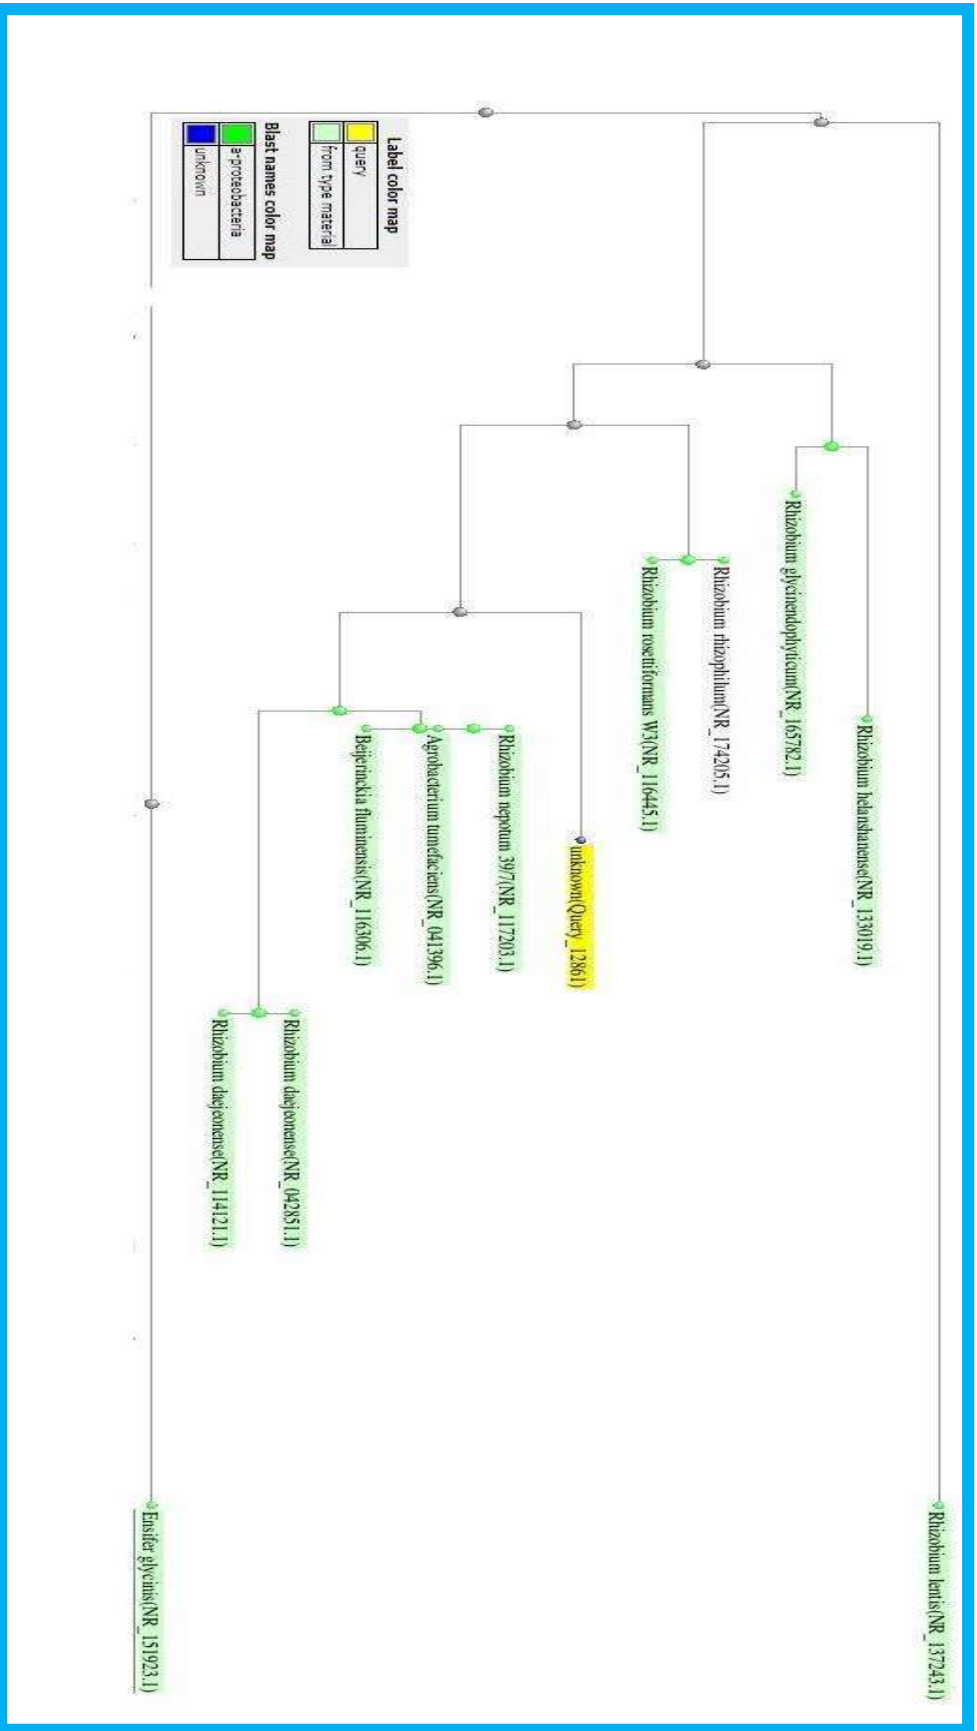 Rhizobium lentis(NR_137243.1)
Rhizobium helanshanense(NR_133019.1)
Rhizobium glycinendophyticum(NR_165782.1)
Rhizobium rhizophilum(NR_174205.1)
Rhizobium rosettiformans W3(NR_116445.1)
unknown(Query_12861)
Rhizobium nepotum 39/7(NR_117203.1)
Agrobacterium tumefaciens(NR_041396.1)
Beijerinckia fluminensis(NR_116306.1)
Rhizobium daejeonense(NR_042851.1)
Rhizobium daejeonense(NR_114121.1)
Ensifer glycinis(NR_151923.1)
Label color map
query
from type material
Blast names color map
a-proteobacteria
unknown